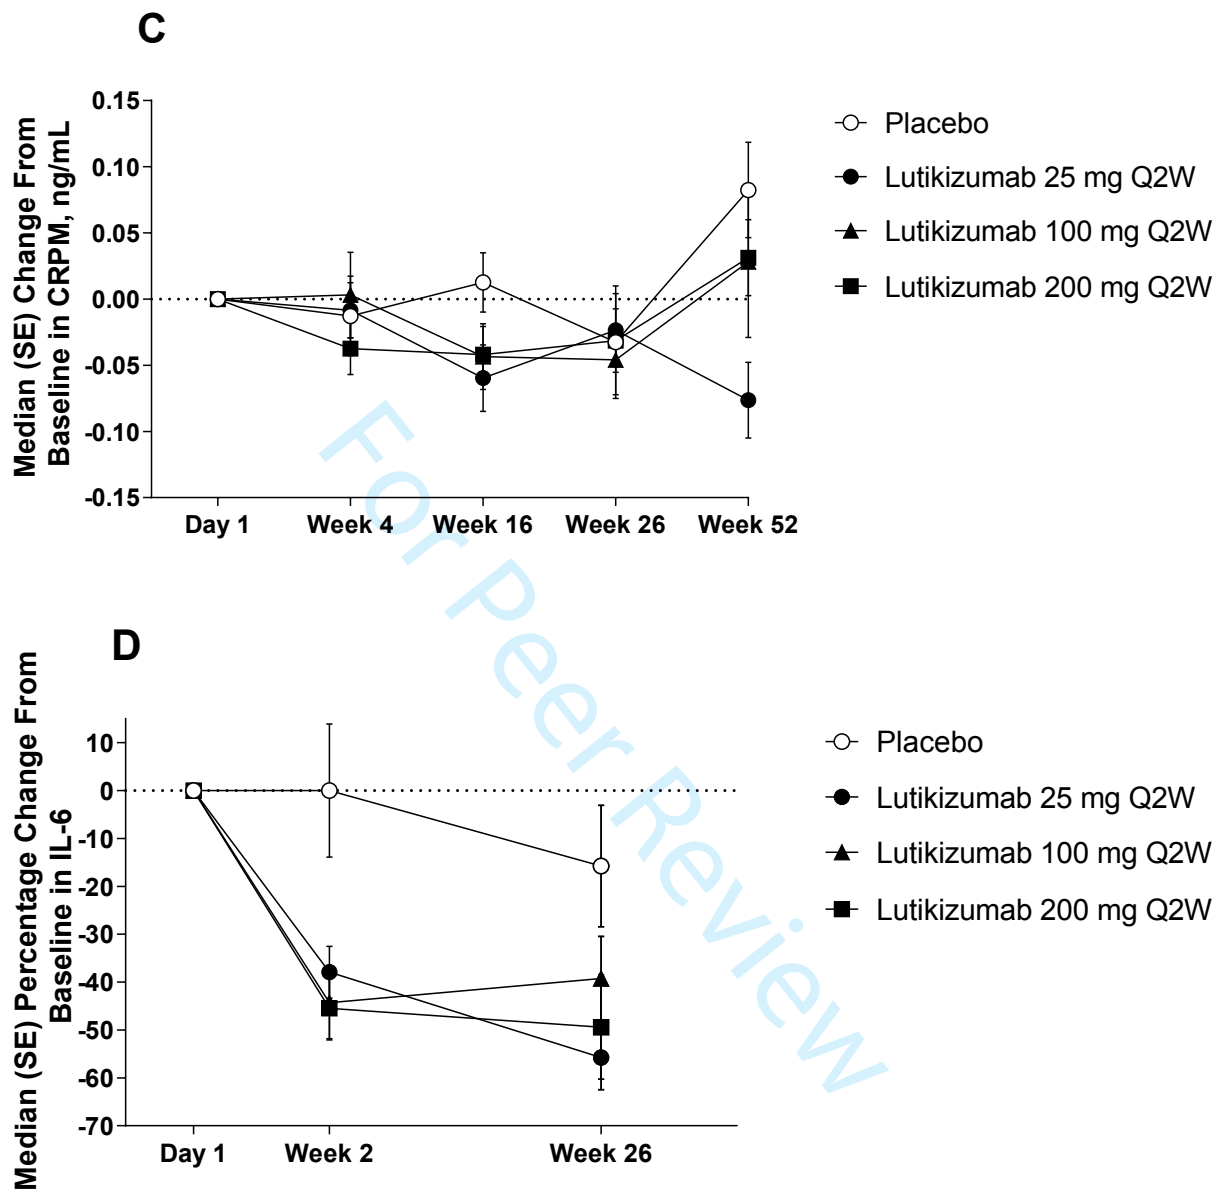 C
Median (SE) Change From
Baseline in CRPM, ng/mL
0.15
0.10
0.05
0.00
-0.05
-0.10
-0.15
Day 1
Week 4
Week 16
Week 26
Week 52
Placebo
Lutikizumab 25 mg Q2W
Lutikizumab 100 mg Q2W
Lutikizumab 200 mg Q2W
For Peer Review
D
Median (SE) Percentage Change From
Baseline in IL-6
10
0
-10
-20
-30
-40
-50
-60
-70
Day 1
Week 2
Week 26
Placebo
Lutikizumab 25 mg Q2W
Lutikizumab 100 mg Q2W
Lutikizumab 200 mg Q2W